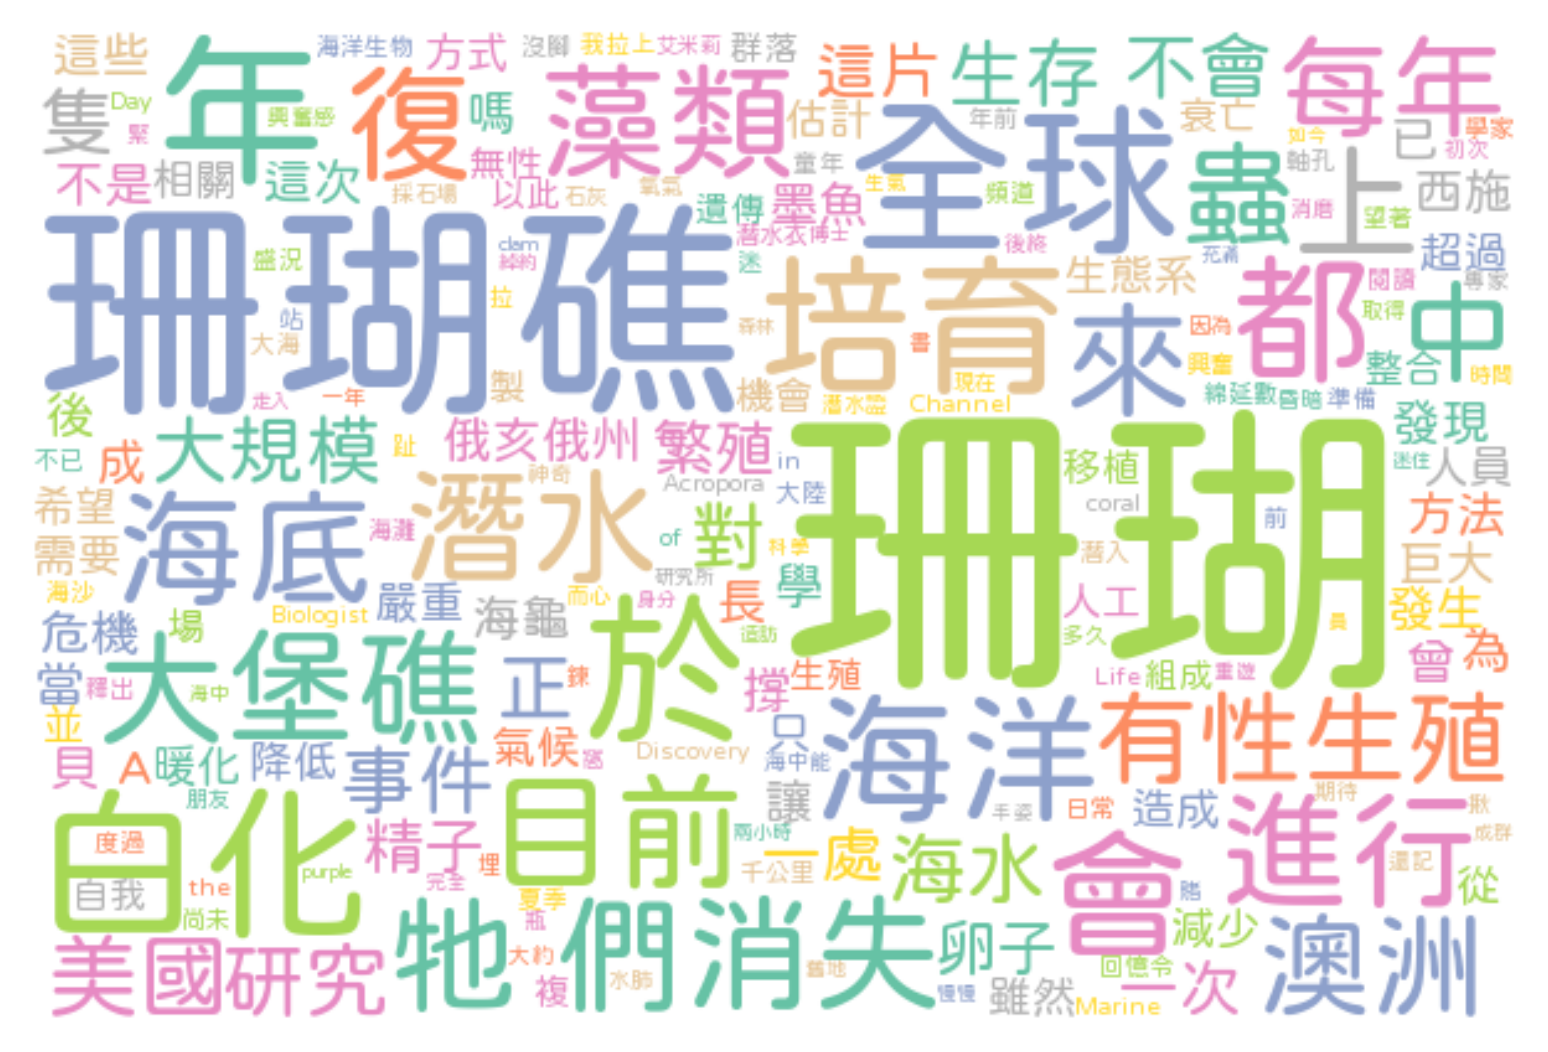 這些
年
海洋生物
方式
沒腳
我拉上
艾米莉
群落
這片
生存
不會
每年
隻
Day
緊
興奮感
復
嗎
藻類
估計
年前
衰亡
如今
已
學家
初次
不是
相關
這次
無性
童年
全球
蟲
軸孔
上
西施
採石場
以此
石灰
氧氣
遺傳
墨魚
生氣
頻道
消磨
望著
珊瑚礁
潛水衣
博士
後終
充滿
超過
盛況
clam
綽約
迷
培育
生態系
都
閱讀
專家
站
拉
大海
森林
書
來
因為
取得
中
製
機會
現在
興奮
整合
時間
走入
一年
潛水證
Channel
綿延數
昏暗
準備
後
成
大規模
趾
俄亥俄州
繁殖
珊瑚
發現
不已
神奇
in
移植
迷住
人員
希望
海底
潛水
Acropora
大陸
coral
前
方法
海灘
對
of
科學
潛入
巨大
需要
研究所
學
海沙
Biologist
嚴重
海龜
而心
身分
長
人工
員
發生
危機
場
於
這訪
多久
曾
為
當
釋出
海中
大堡礁
正
鍊
撐
生殖
Life
組成
重遊
並
只
海洋
有性生殖
貝
A
暖化
降低
事件
氣候
Discovery
海中能
朋友
白化
目前
讓
手姿
日常
造成
進行
期待
揪
成群
度過
精子
埋
兩小時
一處
海水
會
還記
自我
the
purple
完全
千公里
賭
從
尚未
夏季
瓶
牠們
消失
卵子
減少
澳洲
美國
研究
大約
複
水肺
舊地
慢慢
雖然
回憶令
Marine
一次